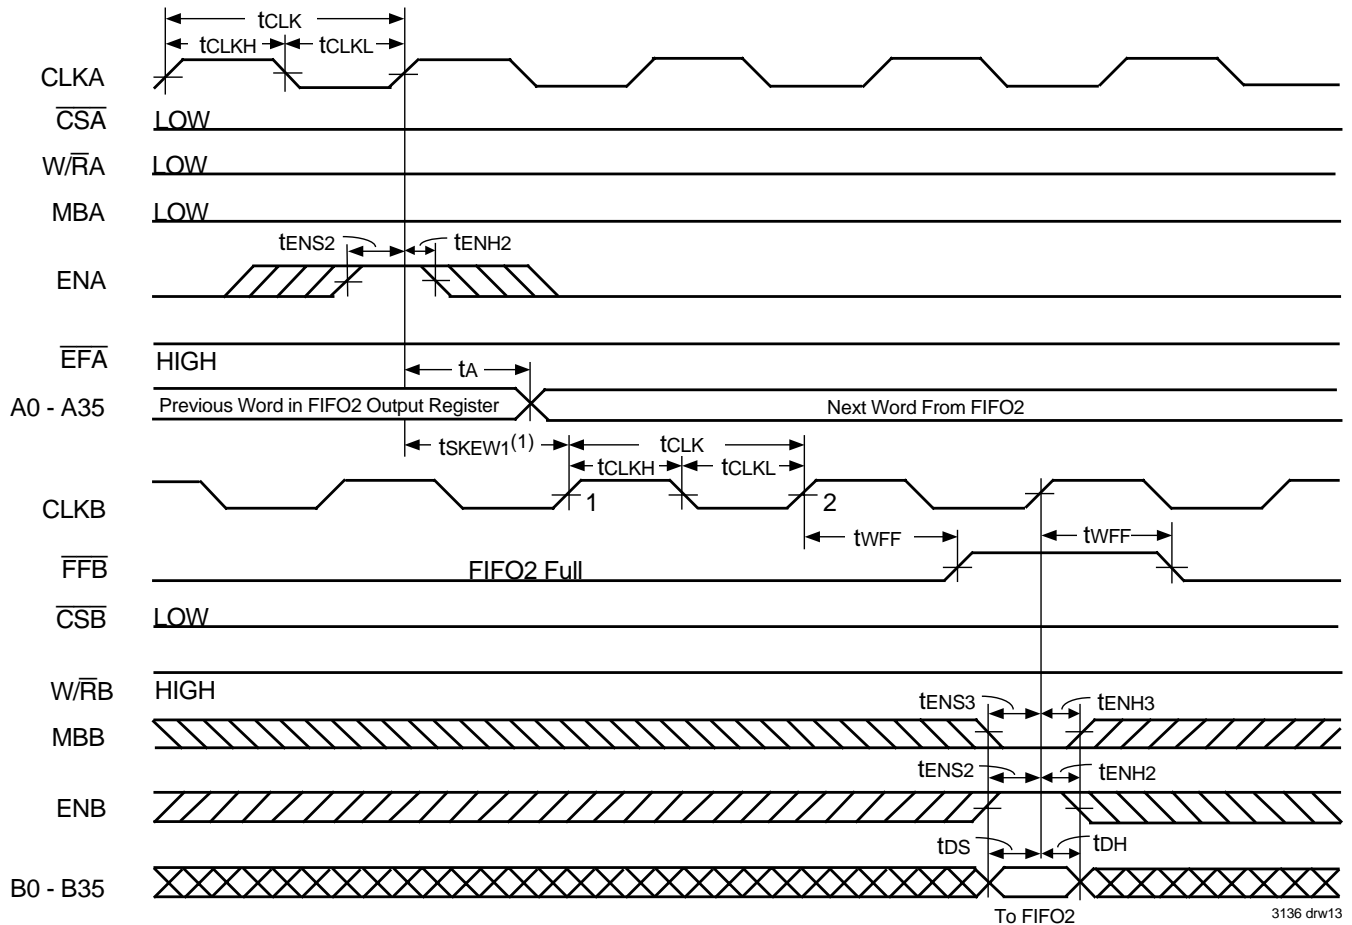 tCLK
tCLKH tCLKL
CLKA
CSA LOW
W/RA LOW
MBA LOW
tENS2 tENH2
ENA
EFA HIGH
tA
A0 - A35 Previous Word in FIFO2 Output Register Next Word From FIFO2
tSKEW1(1) tCLK
tCLKH tCLKL
CLKB 1 2
tWFF tWFF
FFB FIFO2 Full
CSB LOW
W/RB HIGH
tENS3 tENH3
MBB
tENS2 tENH2
ENB
tDS tDH
B0 - B35
To FIFO2 3136 drw13